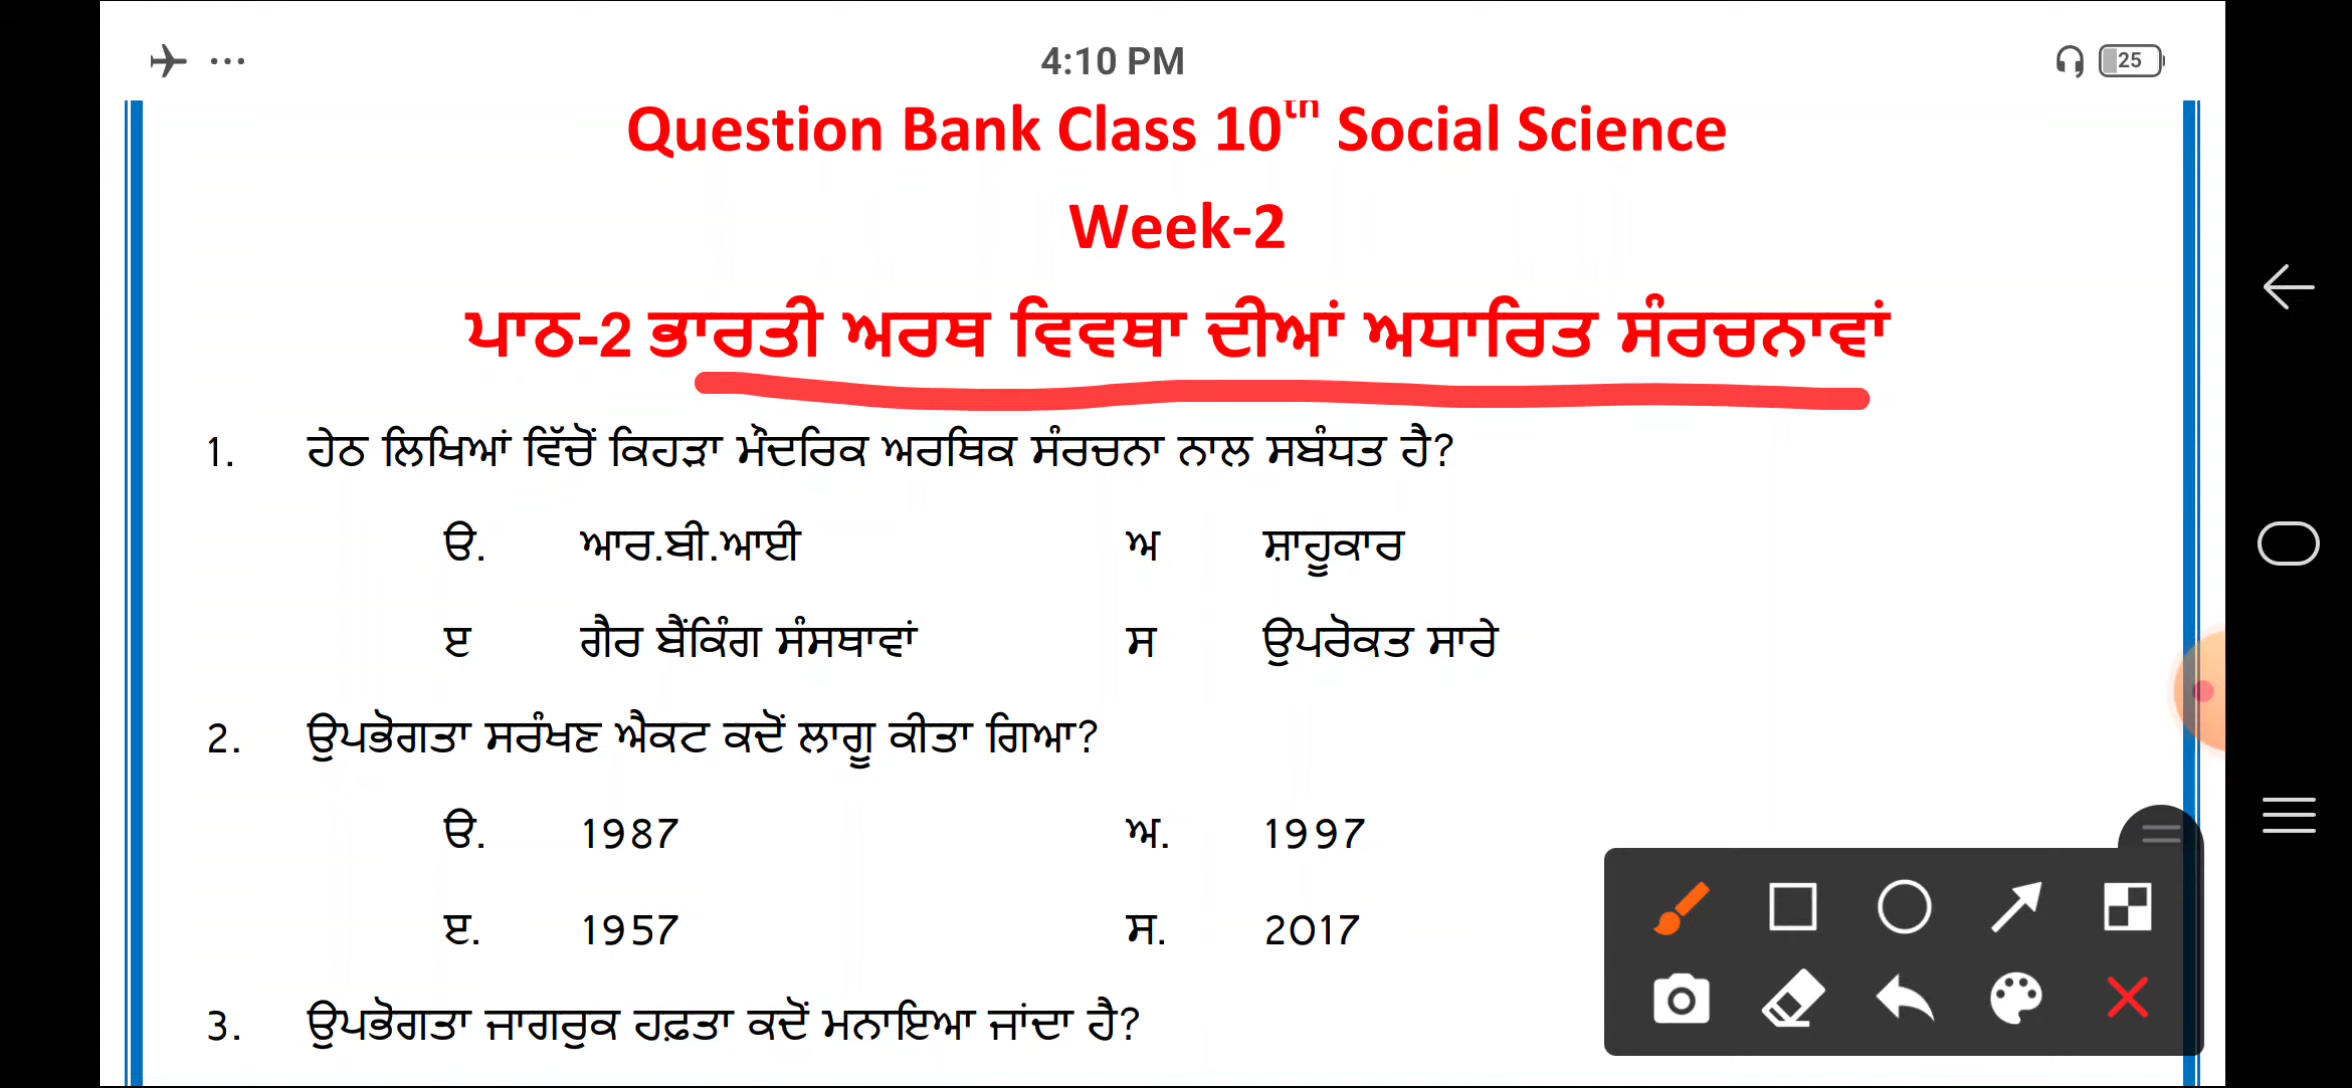 4:10 PM
25
Question Bank Class 10th Social Science
Week-2
ਪਾਠ-2 ਭਾਰਤੀ ਅਰਥ ਵਿਵਥਾ ਦੀਆਂ ਅਧਾਰਿਤ ਸੰਰਚਨਾਵਾਂ
1. ਹੇਠ ਲਿਖਿਆਂ ਵਿੱਚੋਂ ਕਿਹੜਾ ਮੌਦਰਿਕ ਅਰਥਿਕ ਸੰਰਚਨਾ ਨਾਲ ਸਬੰਧਤ ਹੈ?
ੳ. ਆਰ.ਬੀ.ਆਈ ਅ ਸ਼ਾਹੂਕਾਰ
ੲ ਗੈਰ ਬੈਂਕਿੰਗ ਸੰਸਥਾਵਾਂ ਸ ਉਪਰੋਕਤ ਸਾਰੇ
2. ਉਪਭੋਗਤਾ ਸਰੰਖਣ ਐਕਟ ਕਦੋਂ ਲਾਗੂ ਕੀਤਾ ਗਿਆ?
ੳ. 1987 ਅ. 1997
ੲ. 1957 ਸ. 2017
3. ਉਪਭੋਗਤਾ ਜਾਗਰੁਕ ਹਫ਼ਤਾ ਕਦੋਂ ਮਨਾਇਆ ਜਾਂਦਾ ਹੈ?